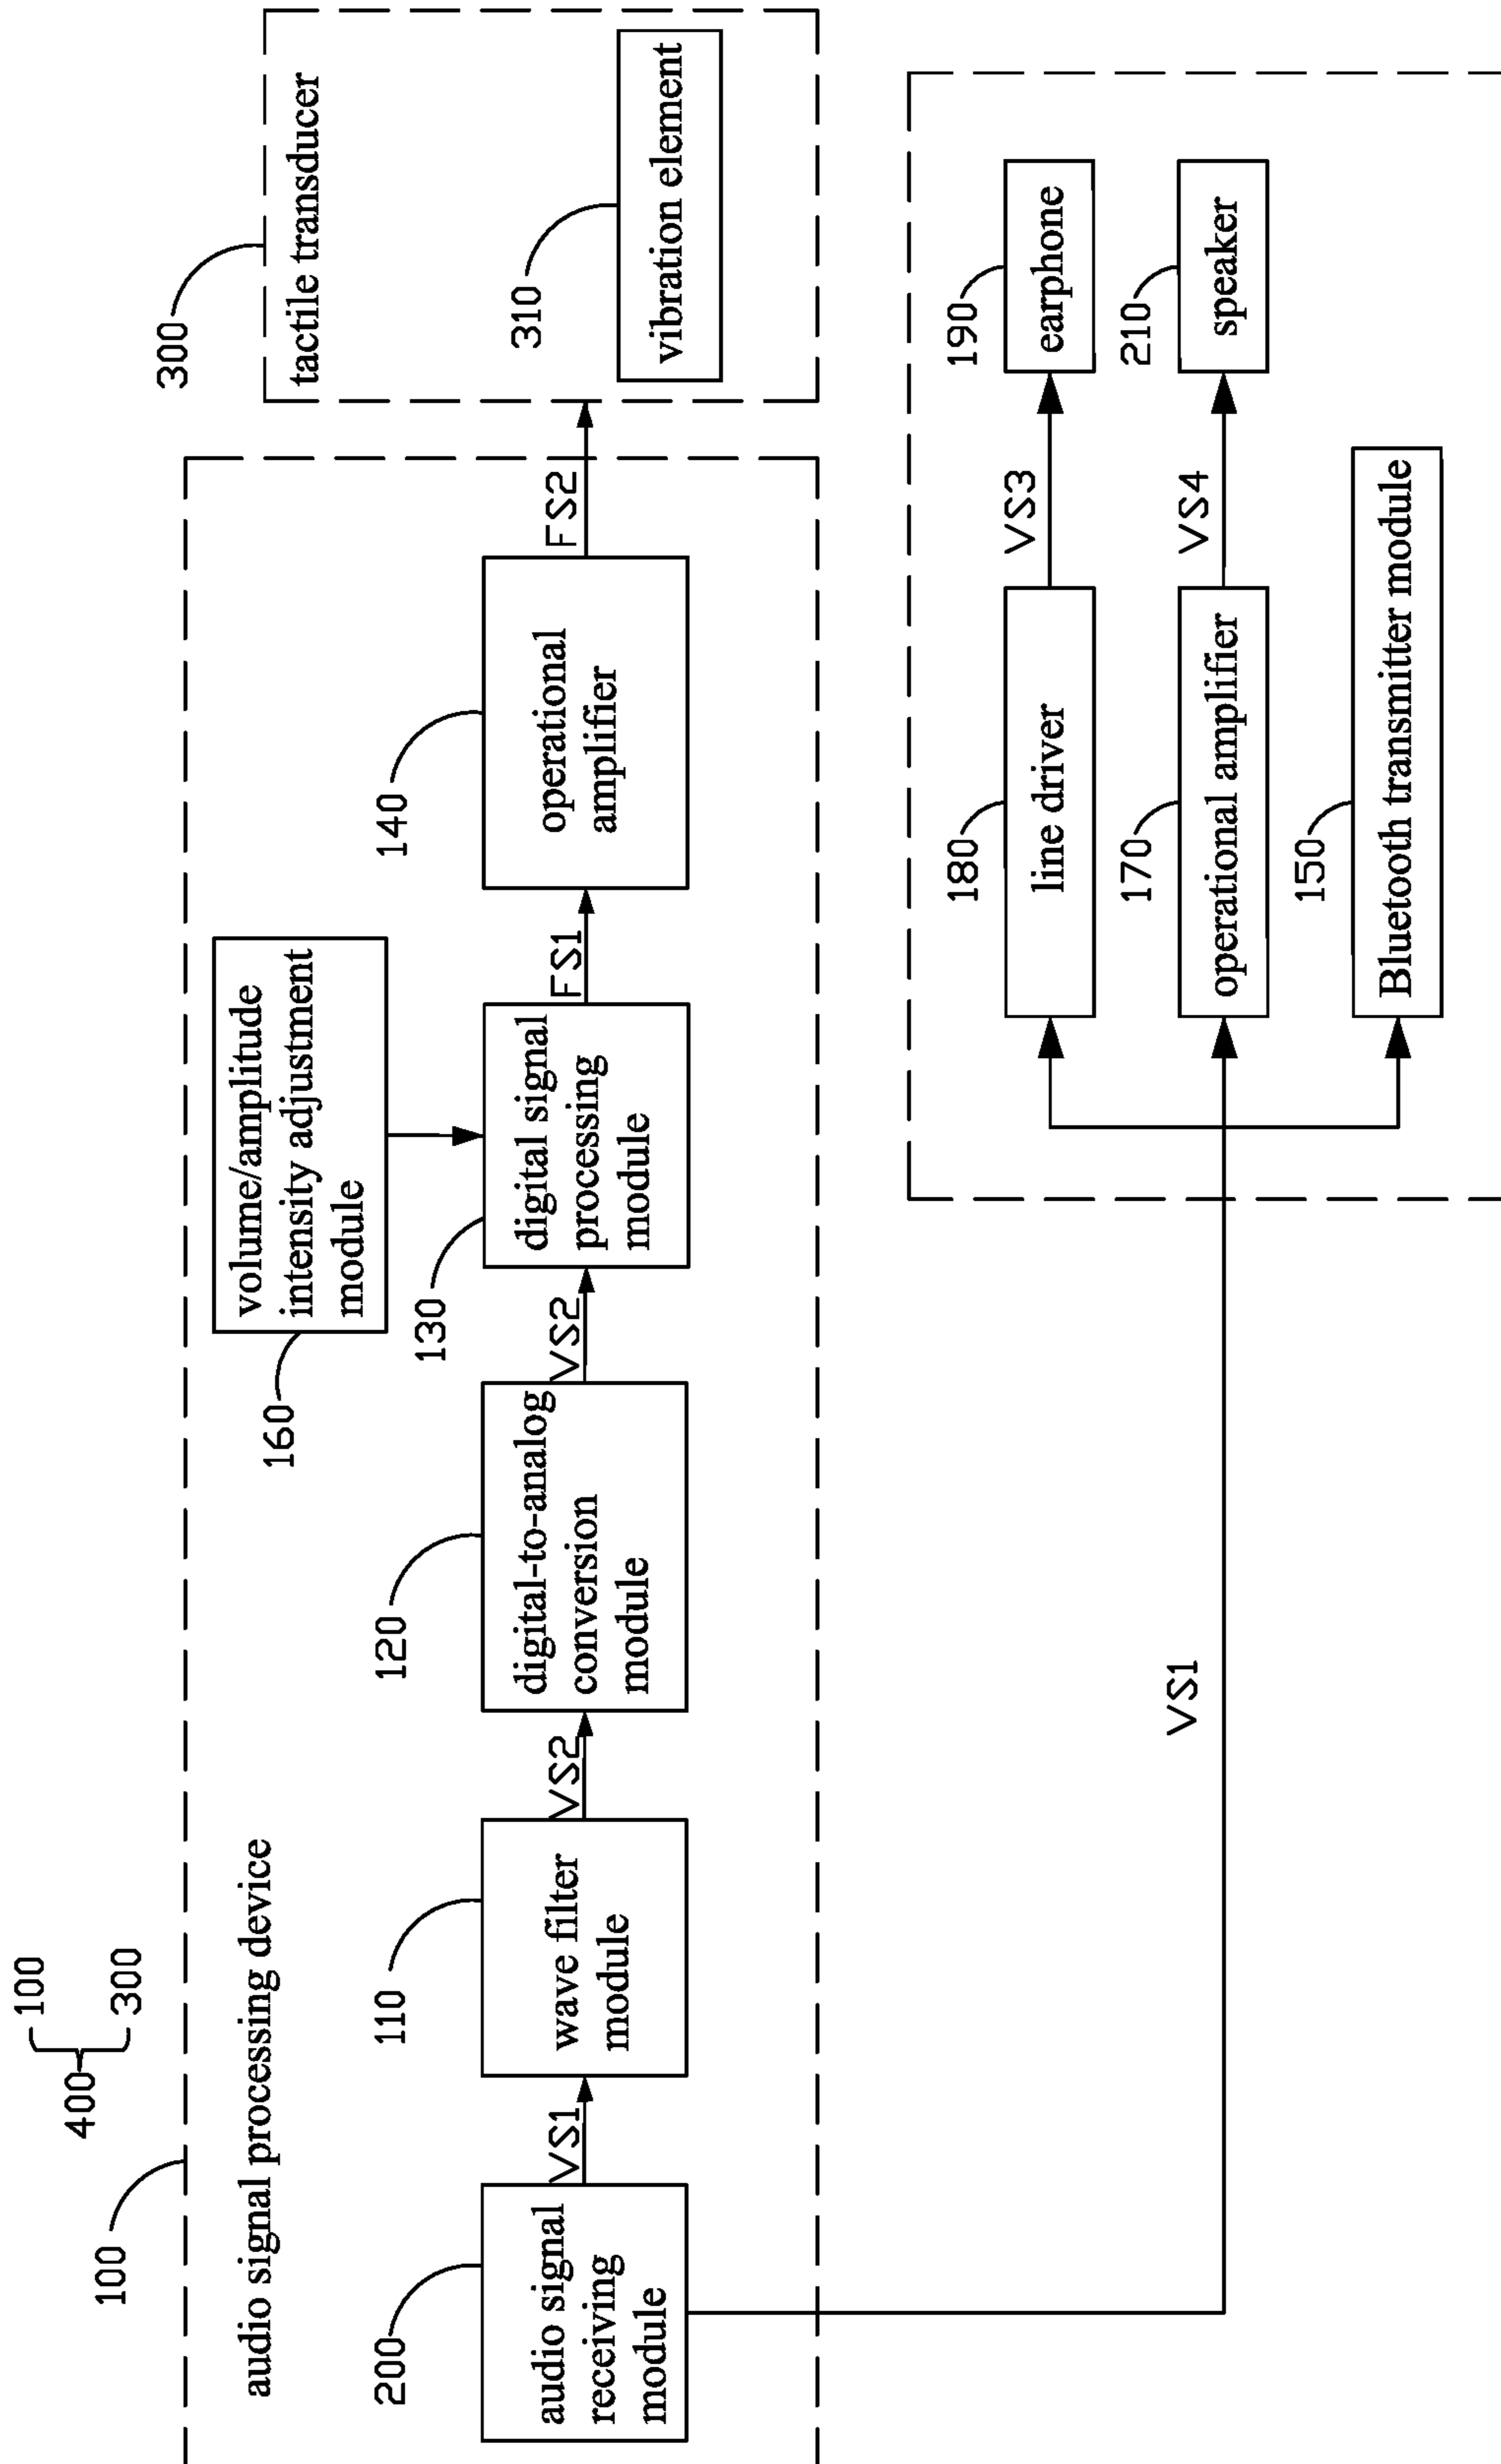 400
100
300
100
audio signal processing device
300
tactile transducer
160
volume/amplitude
intensity adjustment
module
200
audio signal
receiving
module
VS1
110
wave filter
module
VS2
120
digital-to-analog
conversion
module
VS2
130
digital signal
processing
module
FS1
140
operational
amplifier
FS2
310
vibration element
VS1
180
line driver
VS3
190
earphone
170
operational amplifier
VS4
210
speaker
150
Bluetooth transmitter module